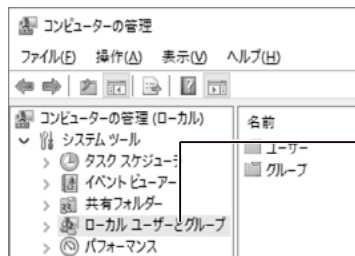 コンピューターの管理
ファイル(F) 操作(A) 表示(V) ヘルプ(H)
コンピューターの管理 (ローカル)
システム ツール
タスク スケジューラ
イベント ビューアー
共有フォルダー
ローカル ユーザーとグループ
パフォーマンス
名前
ユーザー
グループ